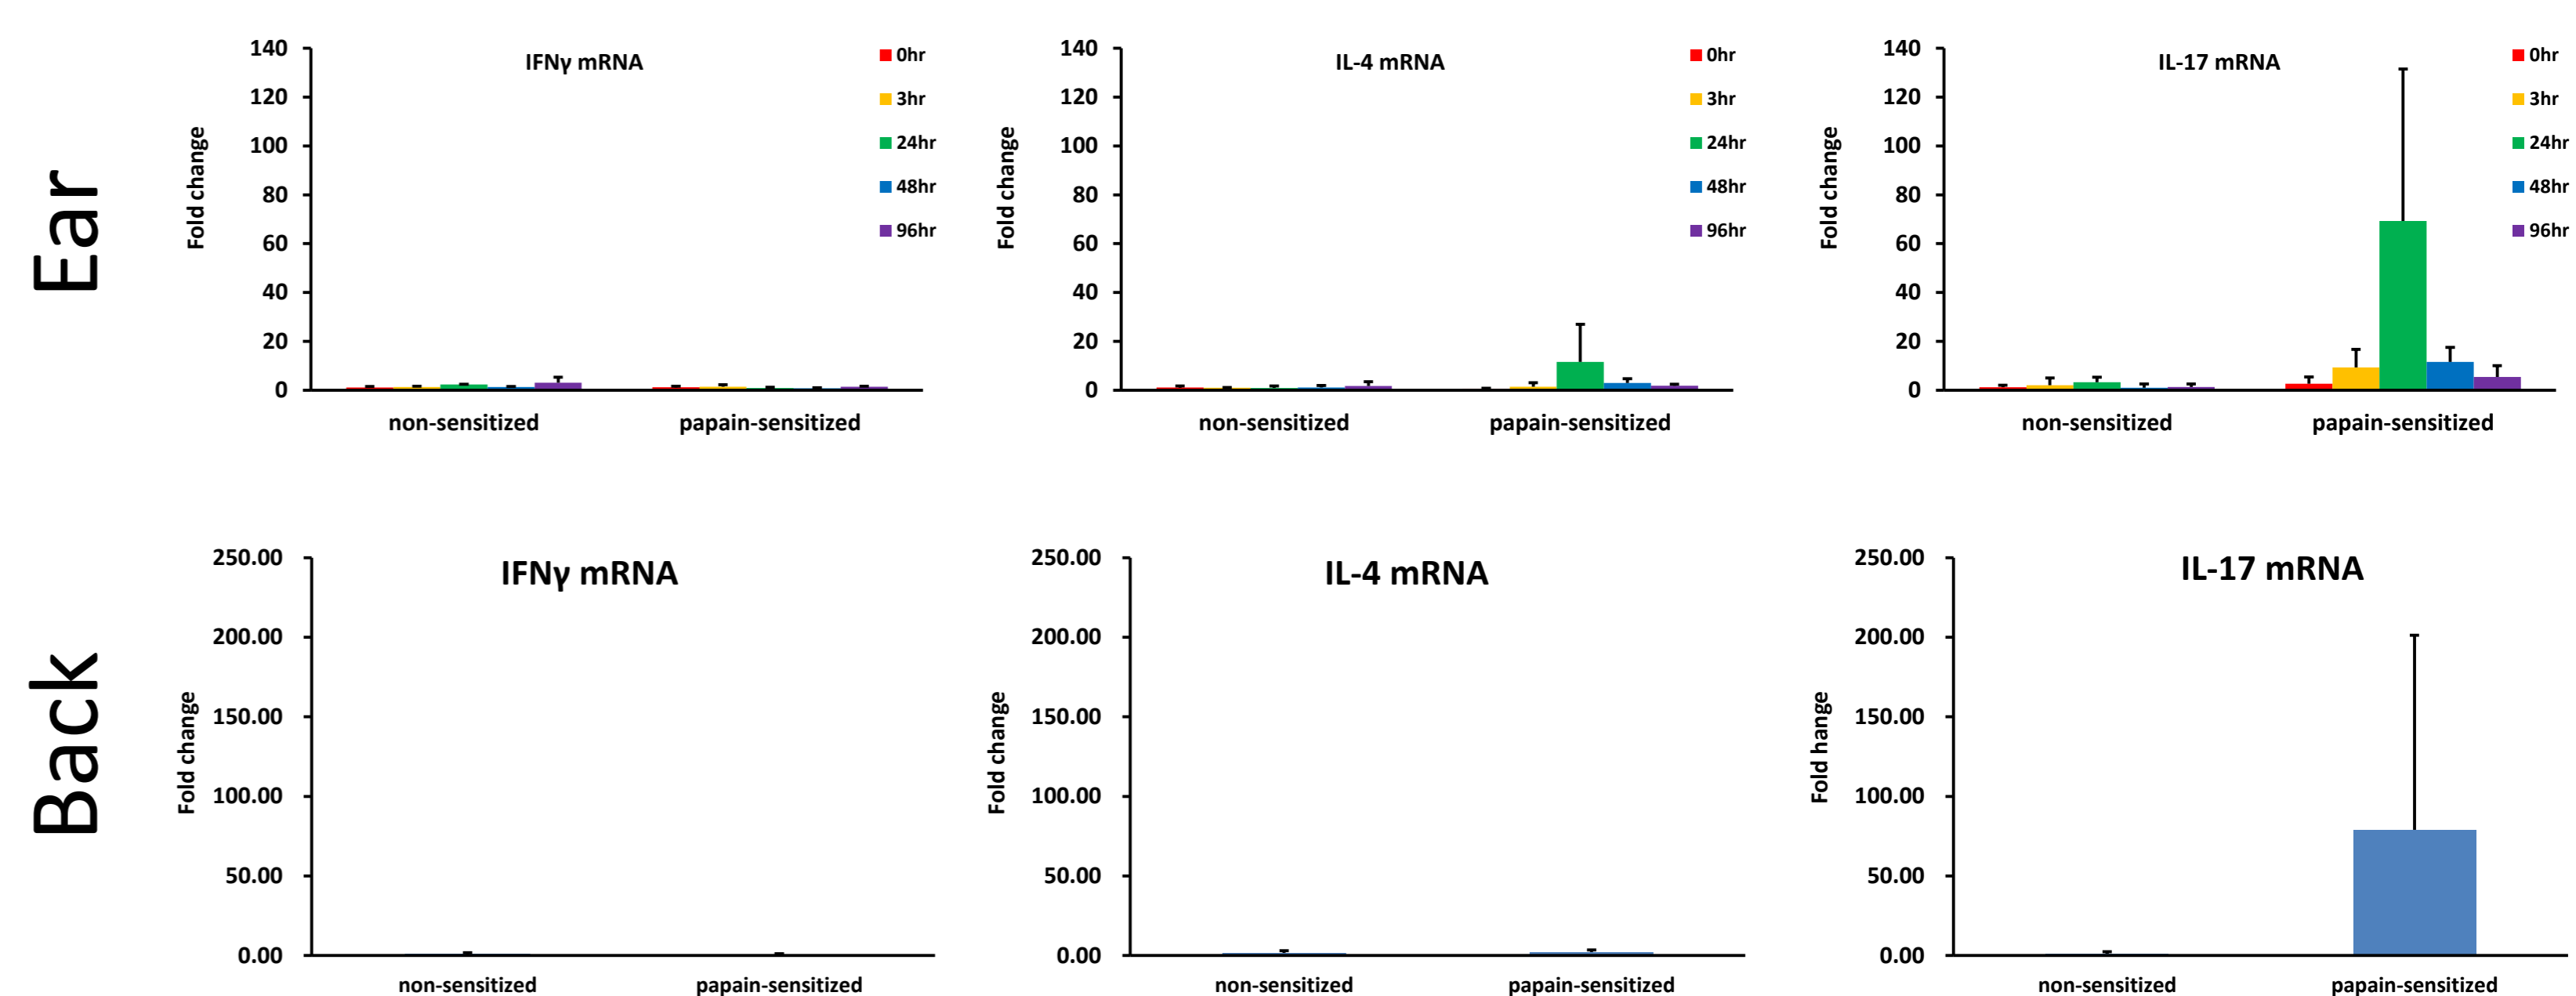 Ear
IFNγ mRNA
Fold change
140
120
100
80
60
40
20
0
non-sensitized
papain-sensitized
0hr
3hr
24hr
48hr
96hr
IL-4 mRNA
Fold change
140
120
100
80
60
40
20
0
non-sensitized
papain-sensitized
0hr
3hr
24hr
48hr
96hr
IL-17 mRNA
Fold change
140
120
100
80
60
40
20
0
non-sensitized
papain-sensitized
0hr
3hr
24hr
48hr
96hr
Back
IFNγ mRNA
Fold change
250.00
200.00
150.00
100.00
50.00
0.00
non-sensitized
papain-sensitized
IL-4 mRNA
Fold change
250.00
200.00
150.00
100.00
50.00
0.00
non-sensitized
papain-sensitized
IL-17 mRNA
Fold hange
250.00
200.00
150.00
100.00
50.00
0.00
non-sensitized
papain-sensitized